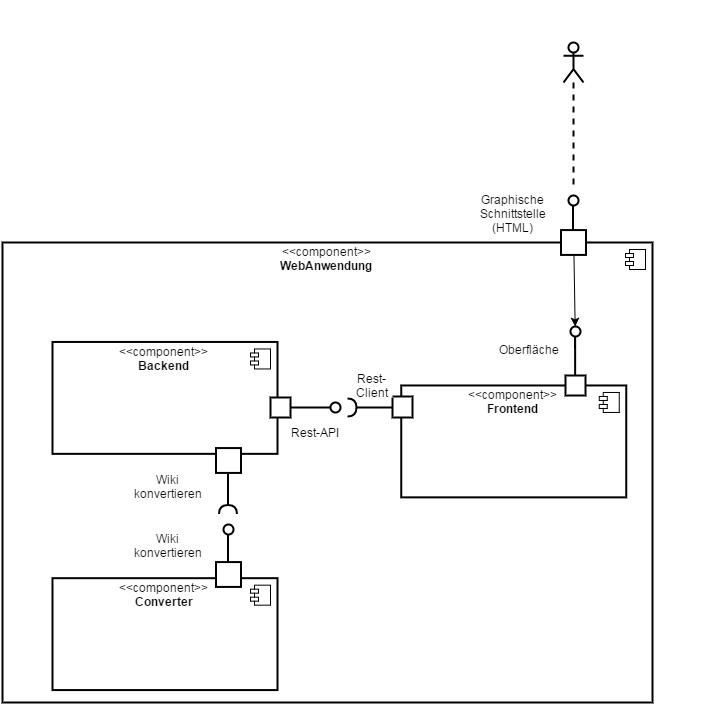 Graphische
Schnittstelle
(HTML)
<<component>>
WebAnwendung
<<component>>
Backend
Oberfläche
Rest-
Client
<<component>>
Frontend
Rest-API
Wiki
konvertieren
Wiki
konvertieren
<<component>>
Converter